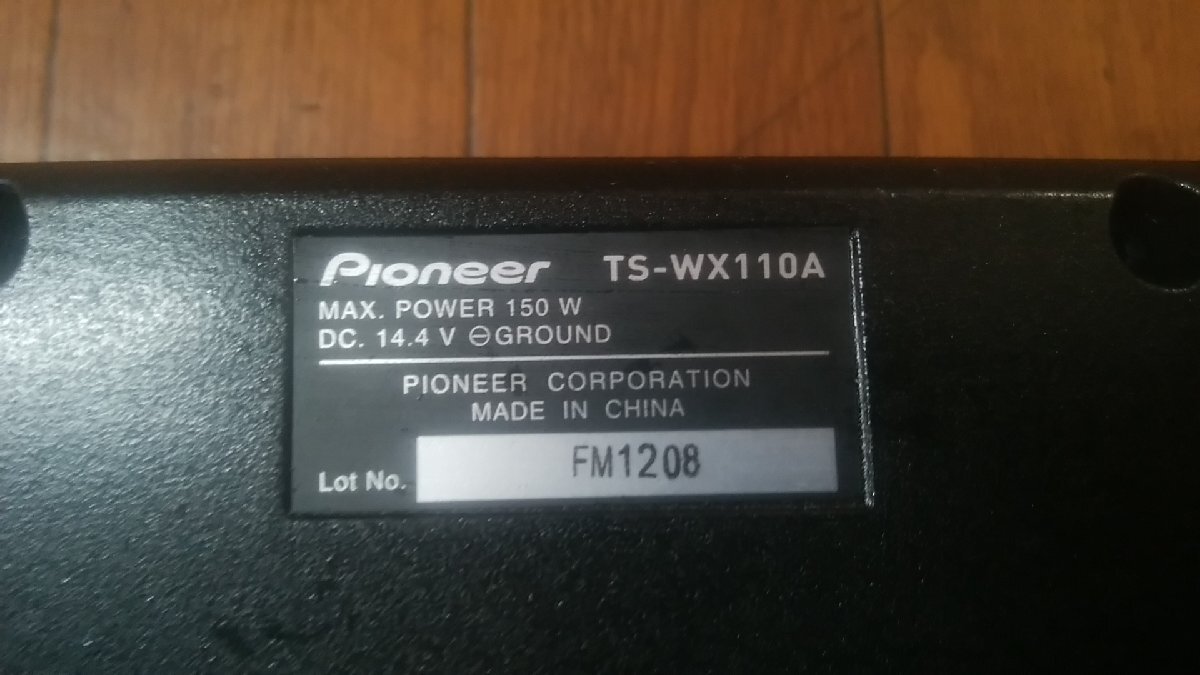 Pioneer TS-WX110A
MAX. POWER 150 W
DC. 14.4 V ⊖GROUND
PIONEER CORPORATION
MADE IN CHINA
Lot No. FM1208